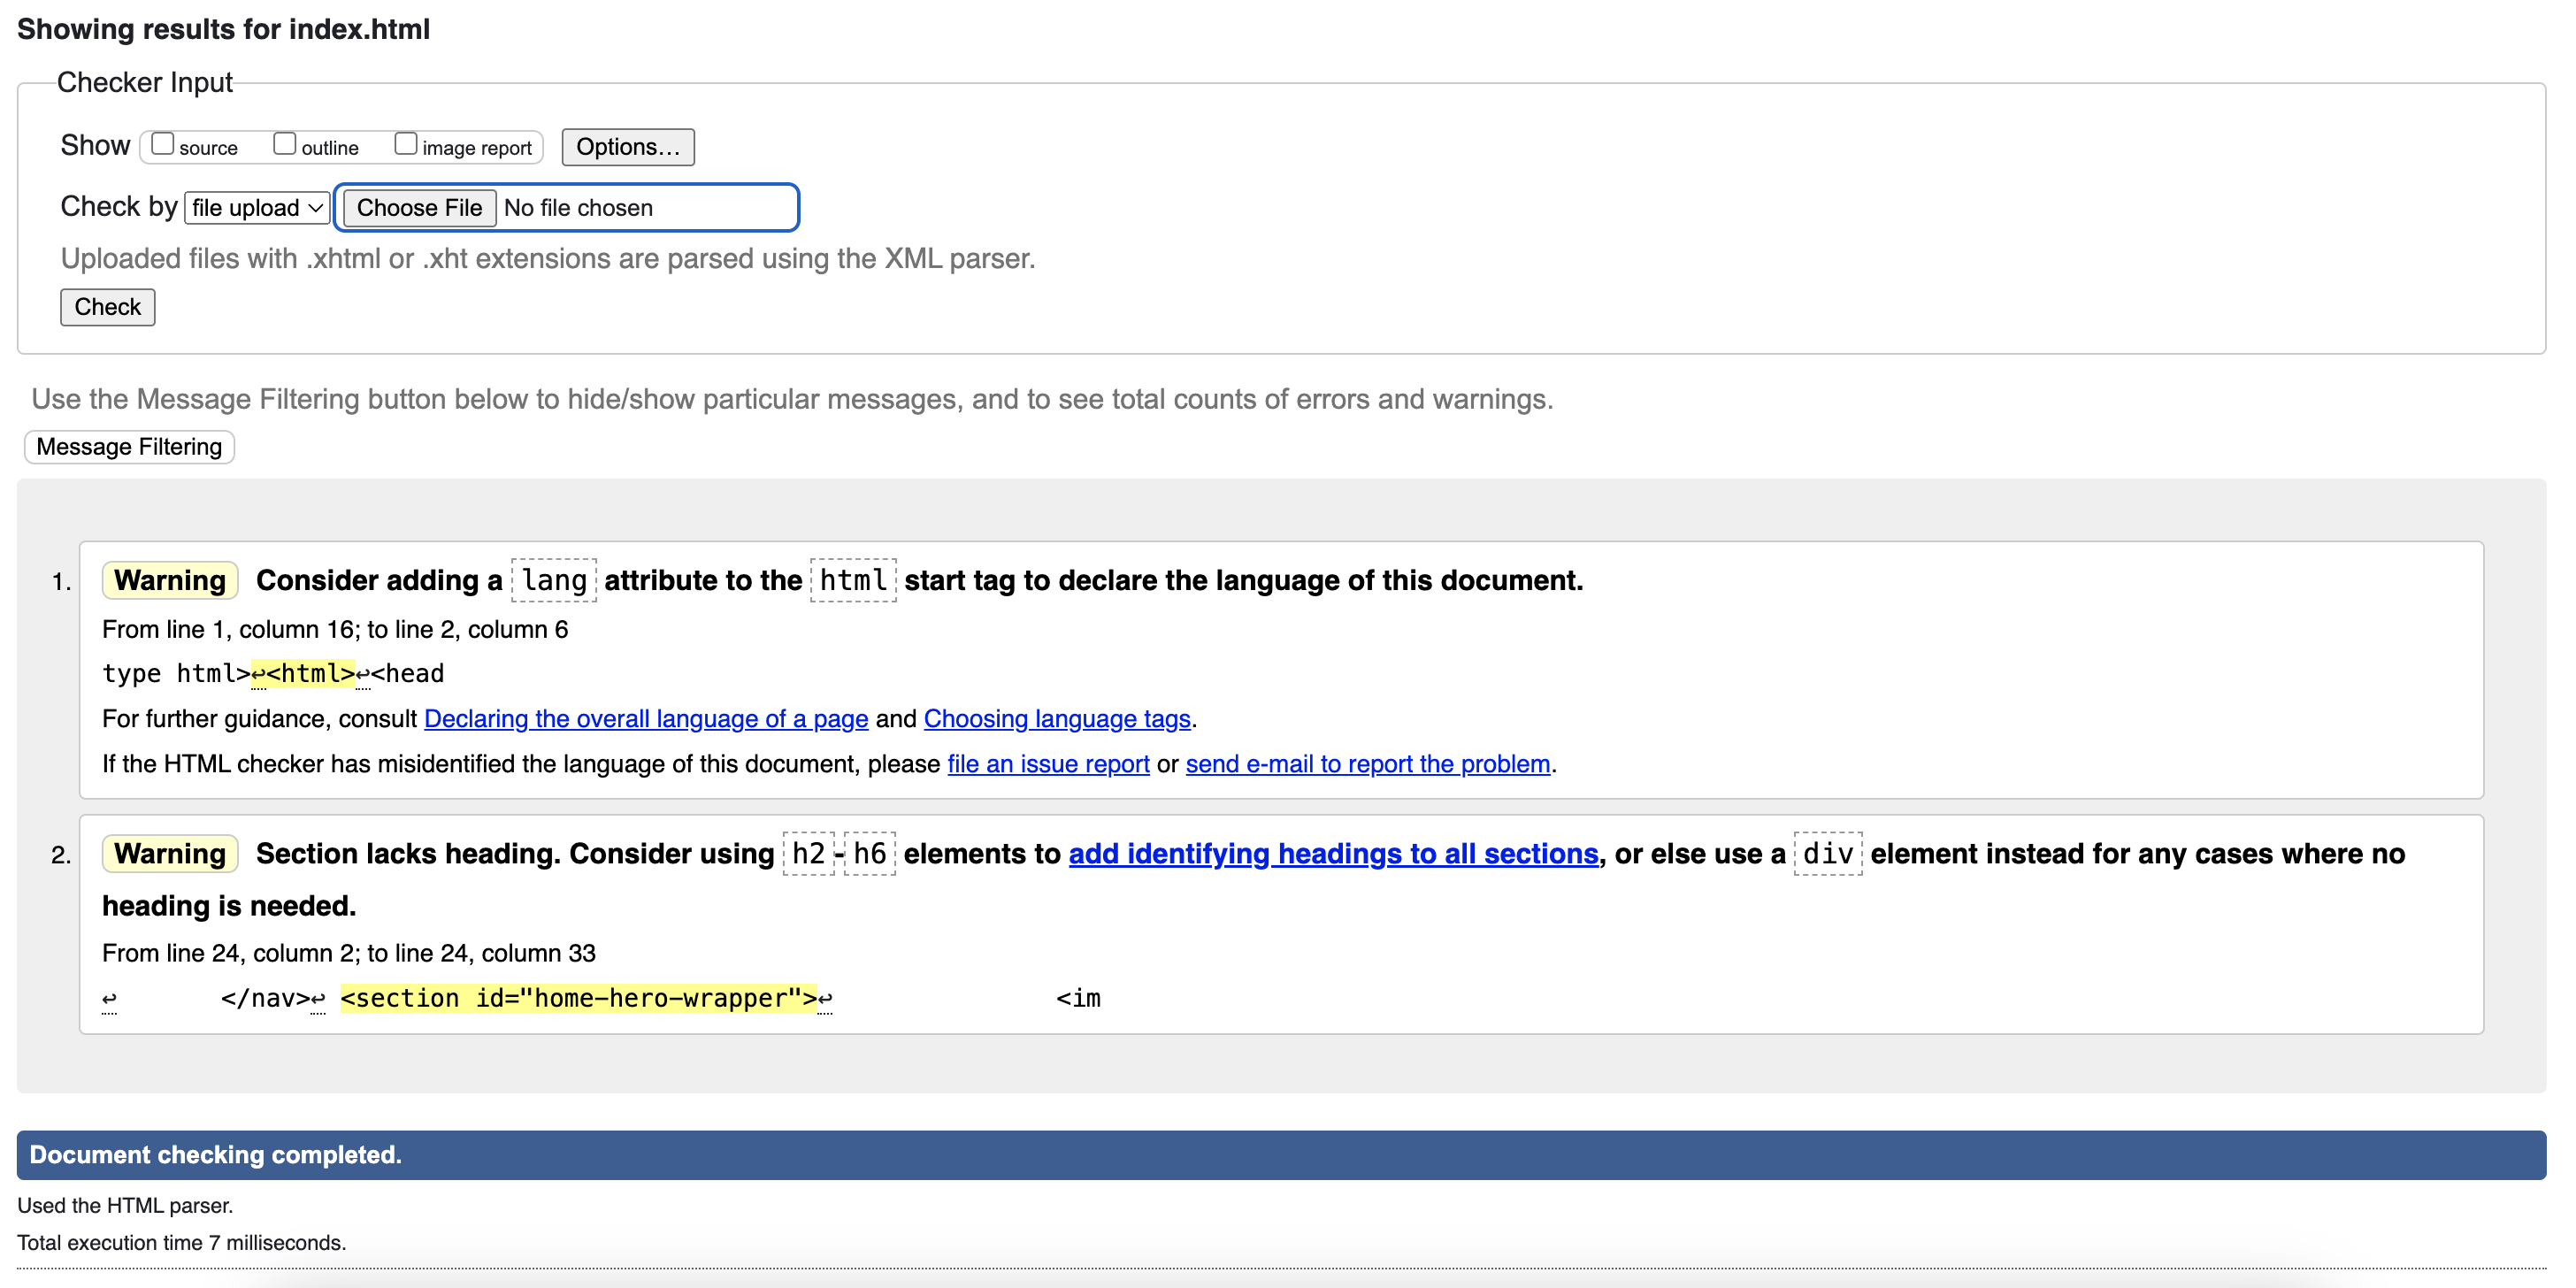 Showing results for index.html
Checker Input
Show source outline image report Options...
Check by file upload Choose File No file chosen
Uploaded files with .xhtml or .xht extensions are parsed using the XML parser.
Check
Use the Message Filtering button below to hide/show particular messages, and to see total counts of errors and warnings.
Message Filtering
1. Warning Consider adding a lang attribute to the html start tag to declare the language of this document.
From line 1, column 16; to line 2, column 6
type html>↩<html>↩<head
For further guidance, consult Declaring the overall language of a page and Choosing language tags.
If the HTML checker has misidentified the language of this document, please file an issue report or send e-mail to report the problem.
2. Warning Section lacks heading. Consider using h2-h6 elements to add identifying headings to all sections, or else use a div element instead for any cases where no
heading is needed.
From line 24, column 2; to line 24, column 33
↩ </nav>↩ <section id="home-hero-wrapper">↩ <im
Document checking completed.
Used the HTML parser.
Total execution time 7 milliseconds.